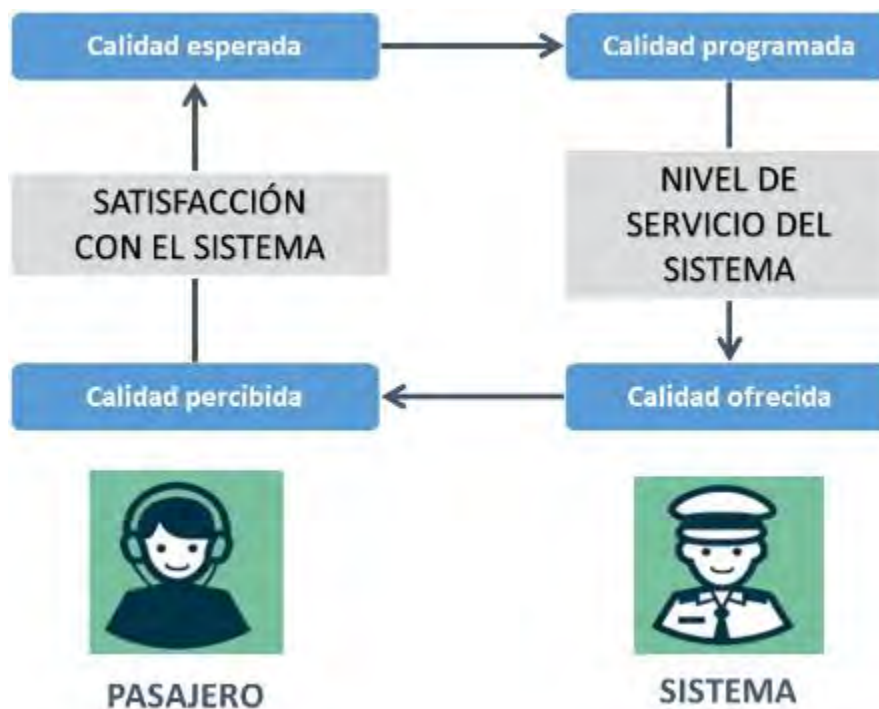 Calidad esperada
Calidad programada
SATISFACCIÓN
CON EL SISTEMA
NIVEL DE
SERVICIO DEL
SISTEMA
Calidad percibida
Calidad ofrecida
PASAJERO
SISTEMA